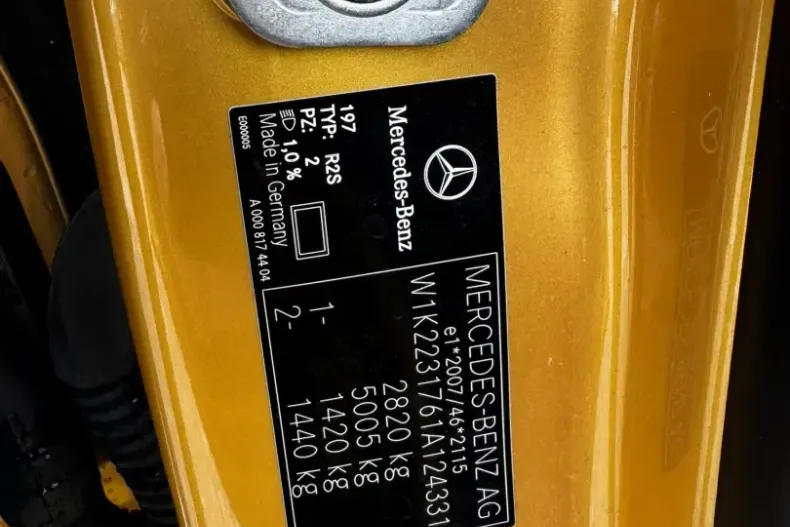 Mercedes-Benz
197
TYP: R2S
PZ: 2
1,0 %
Made in Germany
E000005
A 000 817 44 04
MERCEDES-BENZ AG
e1*2007/46*2115
W1K2231761A124331
2820 kg
5005 kg
1- 1420 kg
2- 1440 kg